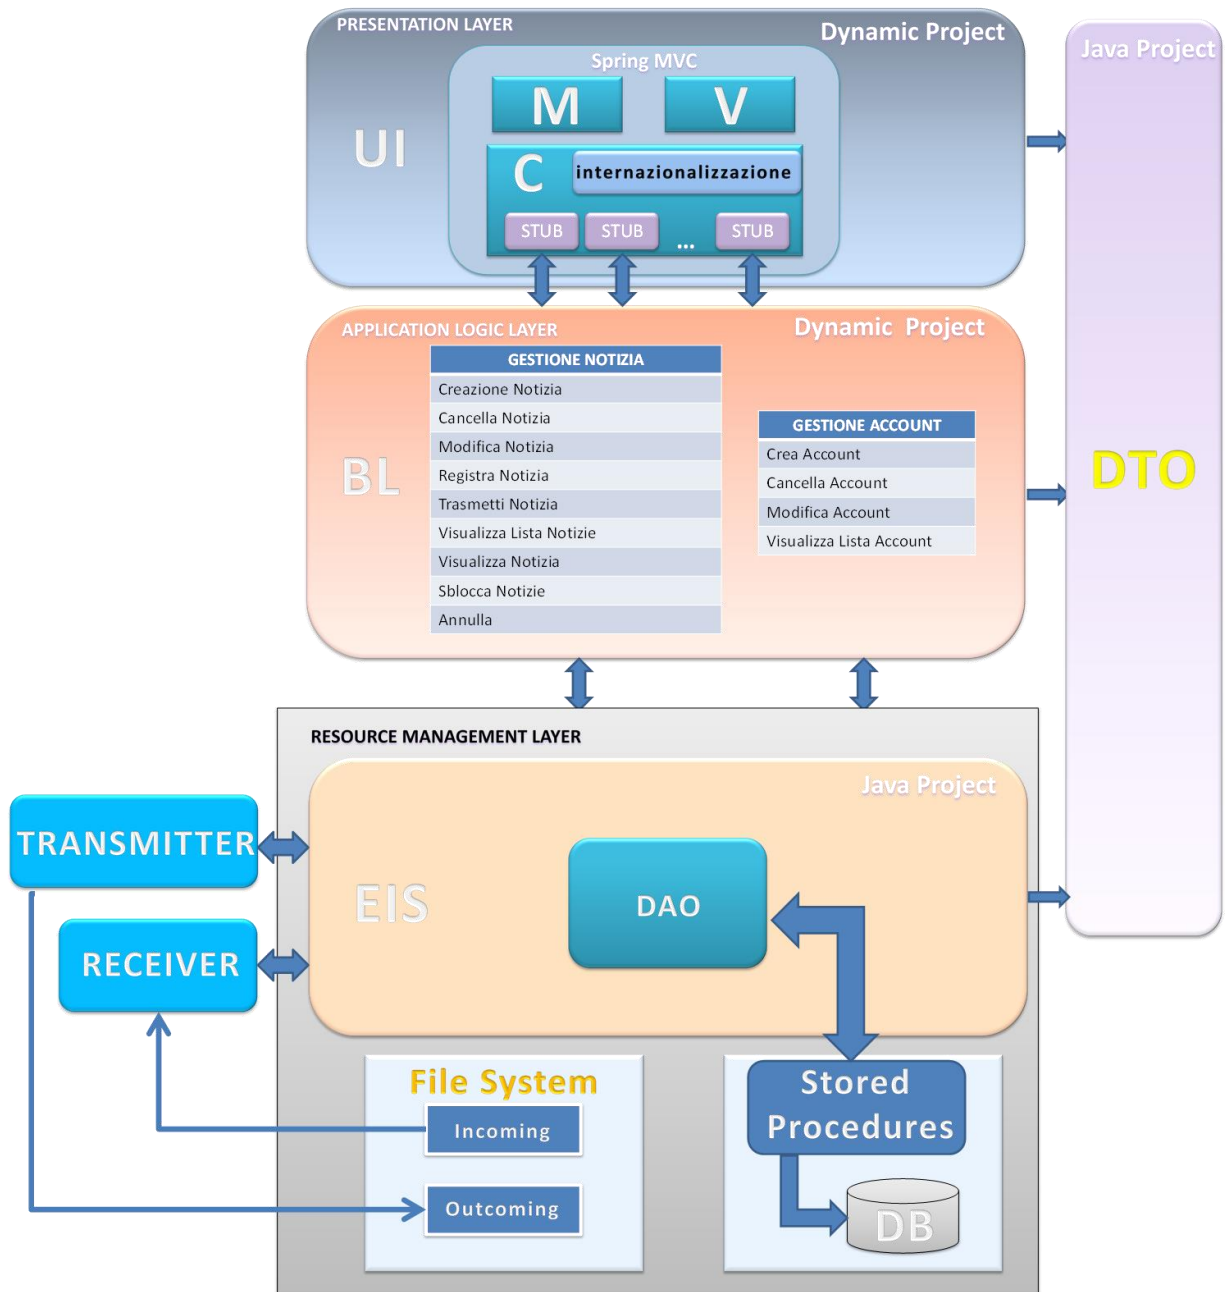 PRESENTATION LAYER
Dynamic Project
Java Project
Spring MVC
M
V
UI
C
internazionalizzazione
STUB
STUB
...
STUB
APPLICATION LOGIC LAYER
Dynamic Project
GESTIONE NOTIZIA
Creazione Notizia
Cancella Notizia
Modifica Notizia
Registra Notizia
Trasmetti Notizia
Visualizza Lista Notizie
Visualizza Notizia
Sblocca Notizie
Annulla
BL
GESTIONE ACCOUNT
Crea Account
Cancella Account
Modifica Account
Visualizza Lista Account
DTO
RESOURCE MANAGEMENT LAYER
Java Project
TRANSMITTER
EIS
DAO
RECEIVER
File System
Incoming
Outcoming
Stored
Procedures
DB